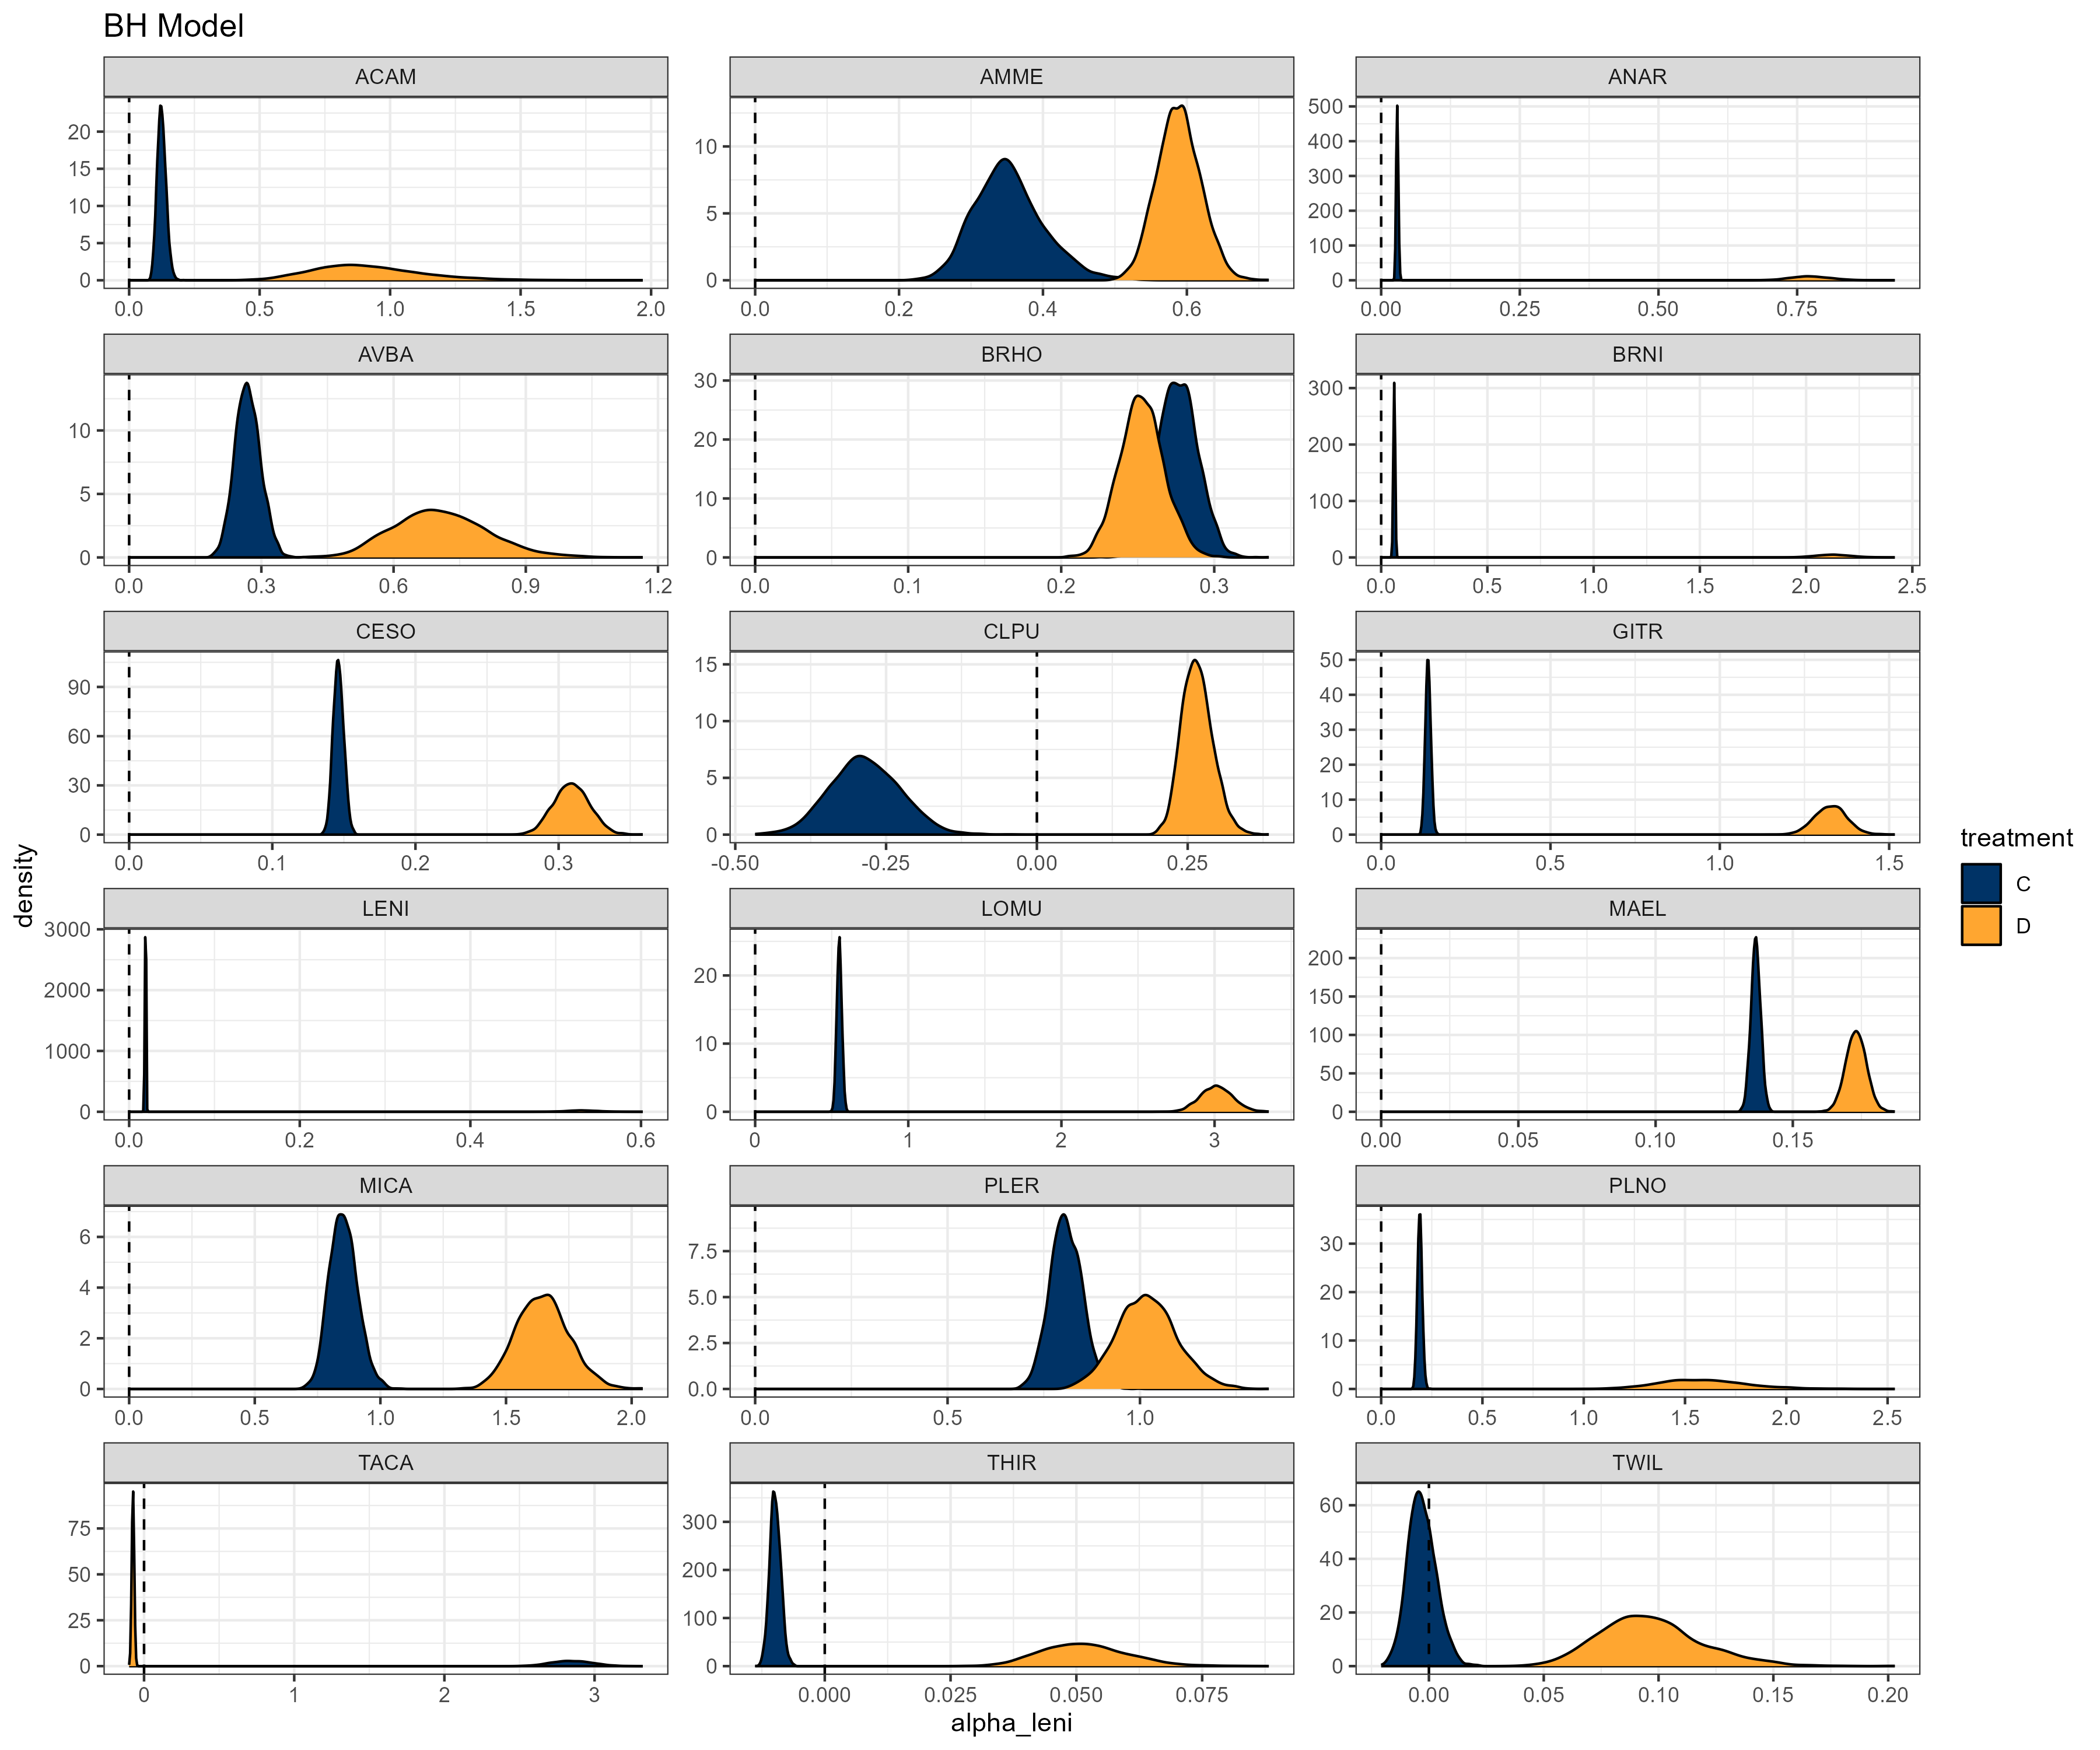 BH Model
ACAM
AMME
ANAR
20
15
10
5
0
10
5
0
500
400
300
200
100
0
0.0 0.5 1.0 1.5 2.0
0.0 0.2 0.4 0.6
0.00 0.25 0.50 0.75
AVBA
BRHO
BRNI
10
5
0
30
20
10
0
300
200
100
0
0.0 0.3 0.6 0.9 1.2
0.0 0.1 0.2 0.3
0.0 0.5 1.0 1.5 2.0 2.5
CESO
CLPU
GITR
90
60
30
0
15
10
5
0
50
40
30
20
10
0
0.0 0.1 0.2 0.3
-0.50 -0.25 0.00 0.25
0.0 0.5 1.0 1.5
LENI
LOMU
MAEL
3000
2000
1000
0
20
10
0
200
150
100
50
0
0.0 0.2 0.4 0.6
0 1 2 3
0.00 0.05 0.10 0.15
MICA
PLER
PLNO
6
4
2
0
7.5
5.0
2.5
0.0
30
20
10
0
0.0 0.5 1.0 1.5 2.0
0.0 0.5 1.0
0.0 0.5 1.0 1.5 2.0 2.5
TACA
THIR
TWIL
75
50
25
0
300
200
100
0
60
40
20
0
0 1 2 3
0.000 0.025 0.050 0.075
0.00 0.05 0.10 0.15 0.20
density
alpha_leni
treatment
C
D